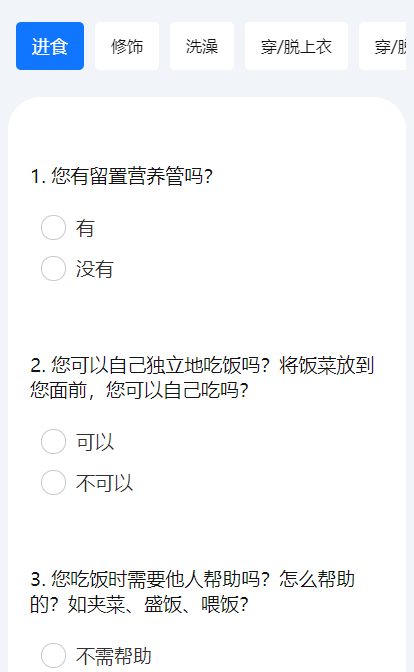 进食 修饰 洗澡 穿/脱上衣 穿/脱
1. 您有留置营养管吗？
有
没有
2. 您可以自己独立地吃饭吗？将饭菜放到
您面前，您可以自己吃吗？
可以
不可以
3. 您吃饭时需要他人帮助吗？怎么帮助
的？如夹菜、盛饭、喂饭？
不需帮助